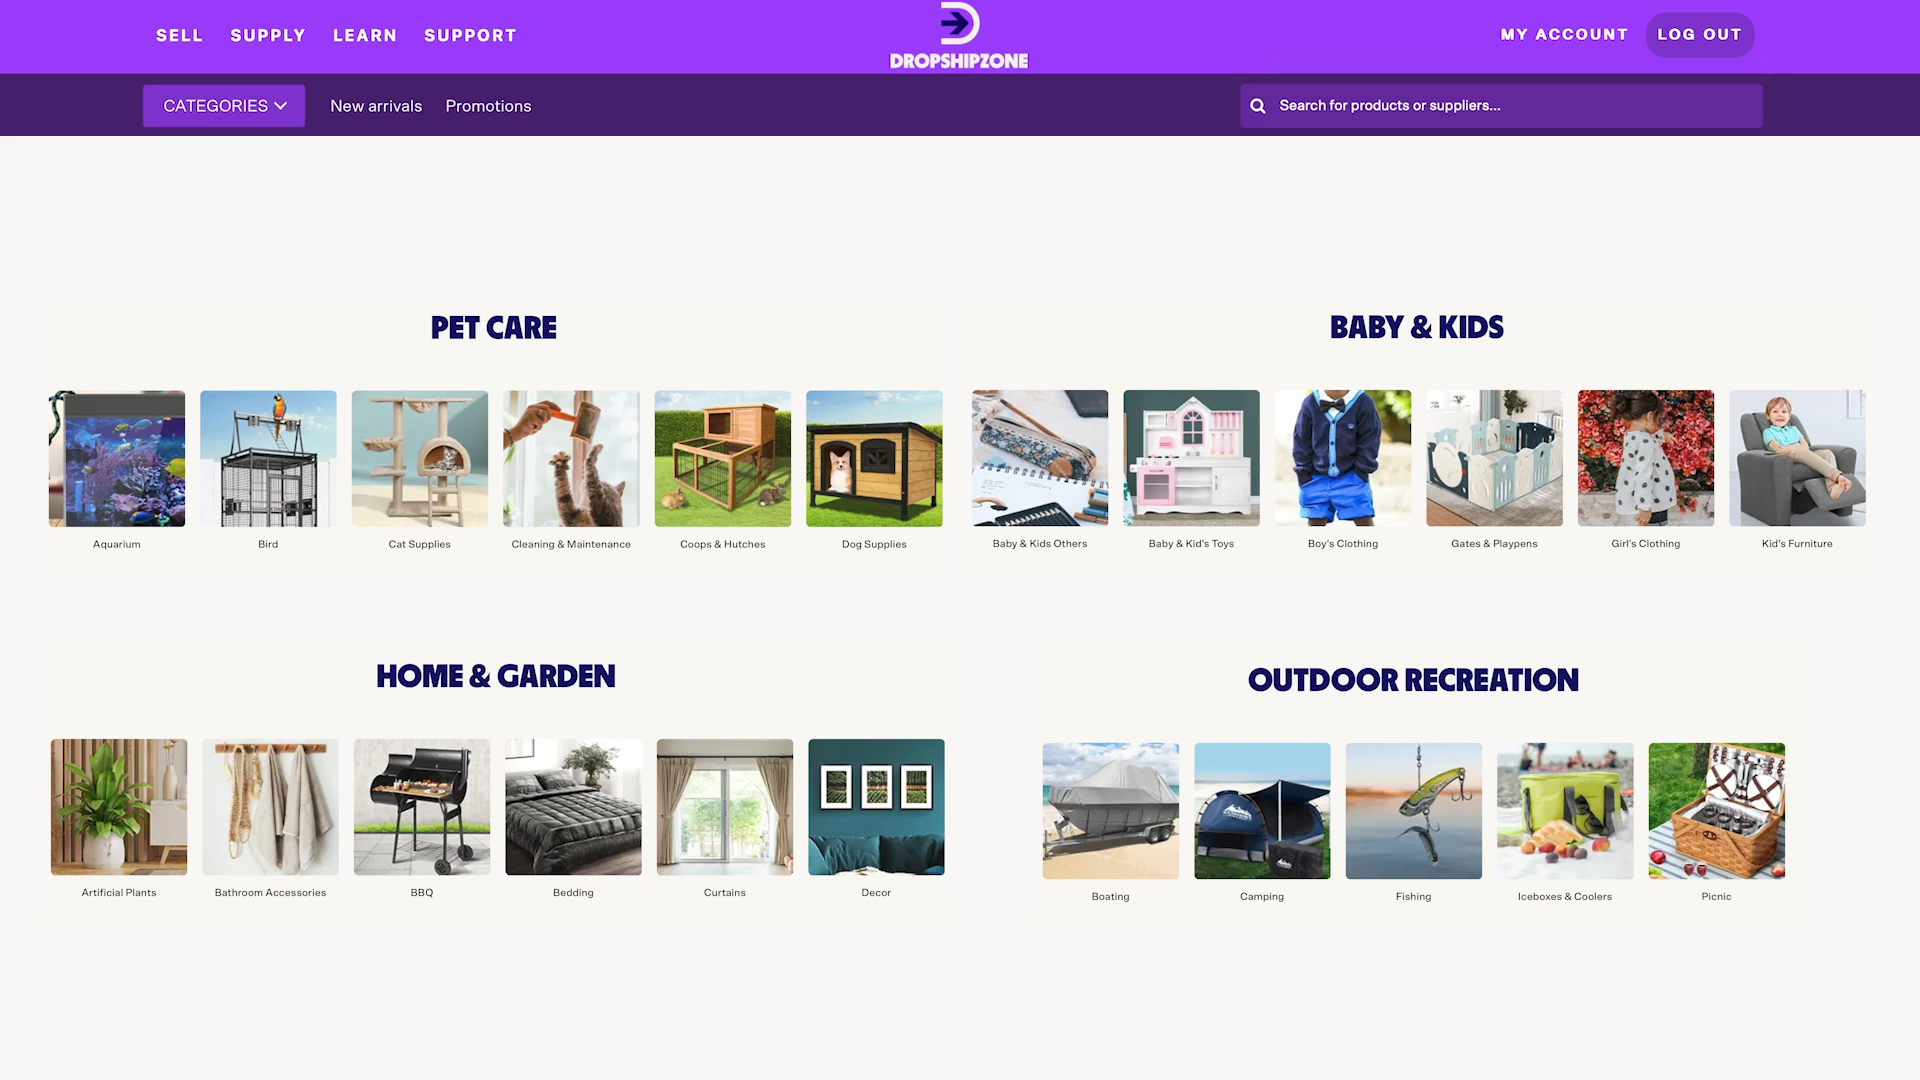 SELL SUPPLY LEARN SUPPORT
DROPSHIPZONE
MY ACCOUNT LOG OUT
CATEGORIES New arrivals Promotions
Search for products or suppliers...
PET CARE
Aquarium Bird Cat Supplies Cleaning & Maintenance Coops & Hutches Dog Supplies
BABY & KIDS
Baby & Kids Others Baby & Kid's Toys Boy's Clothing Gates & Playpens Girl's Clothing Kid's Furniture
HOME & GARDEN
Artificial Plants Bathroom Accessories BBQ Bedding Curtains Decor
OUTDOOR RECREATION
Boating Camping Fishing Iceboxes & Coolers Picnic